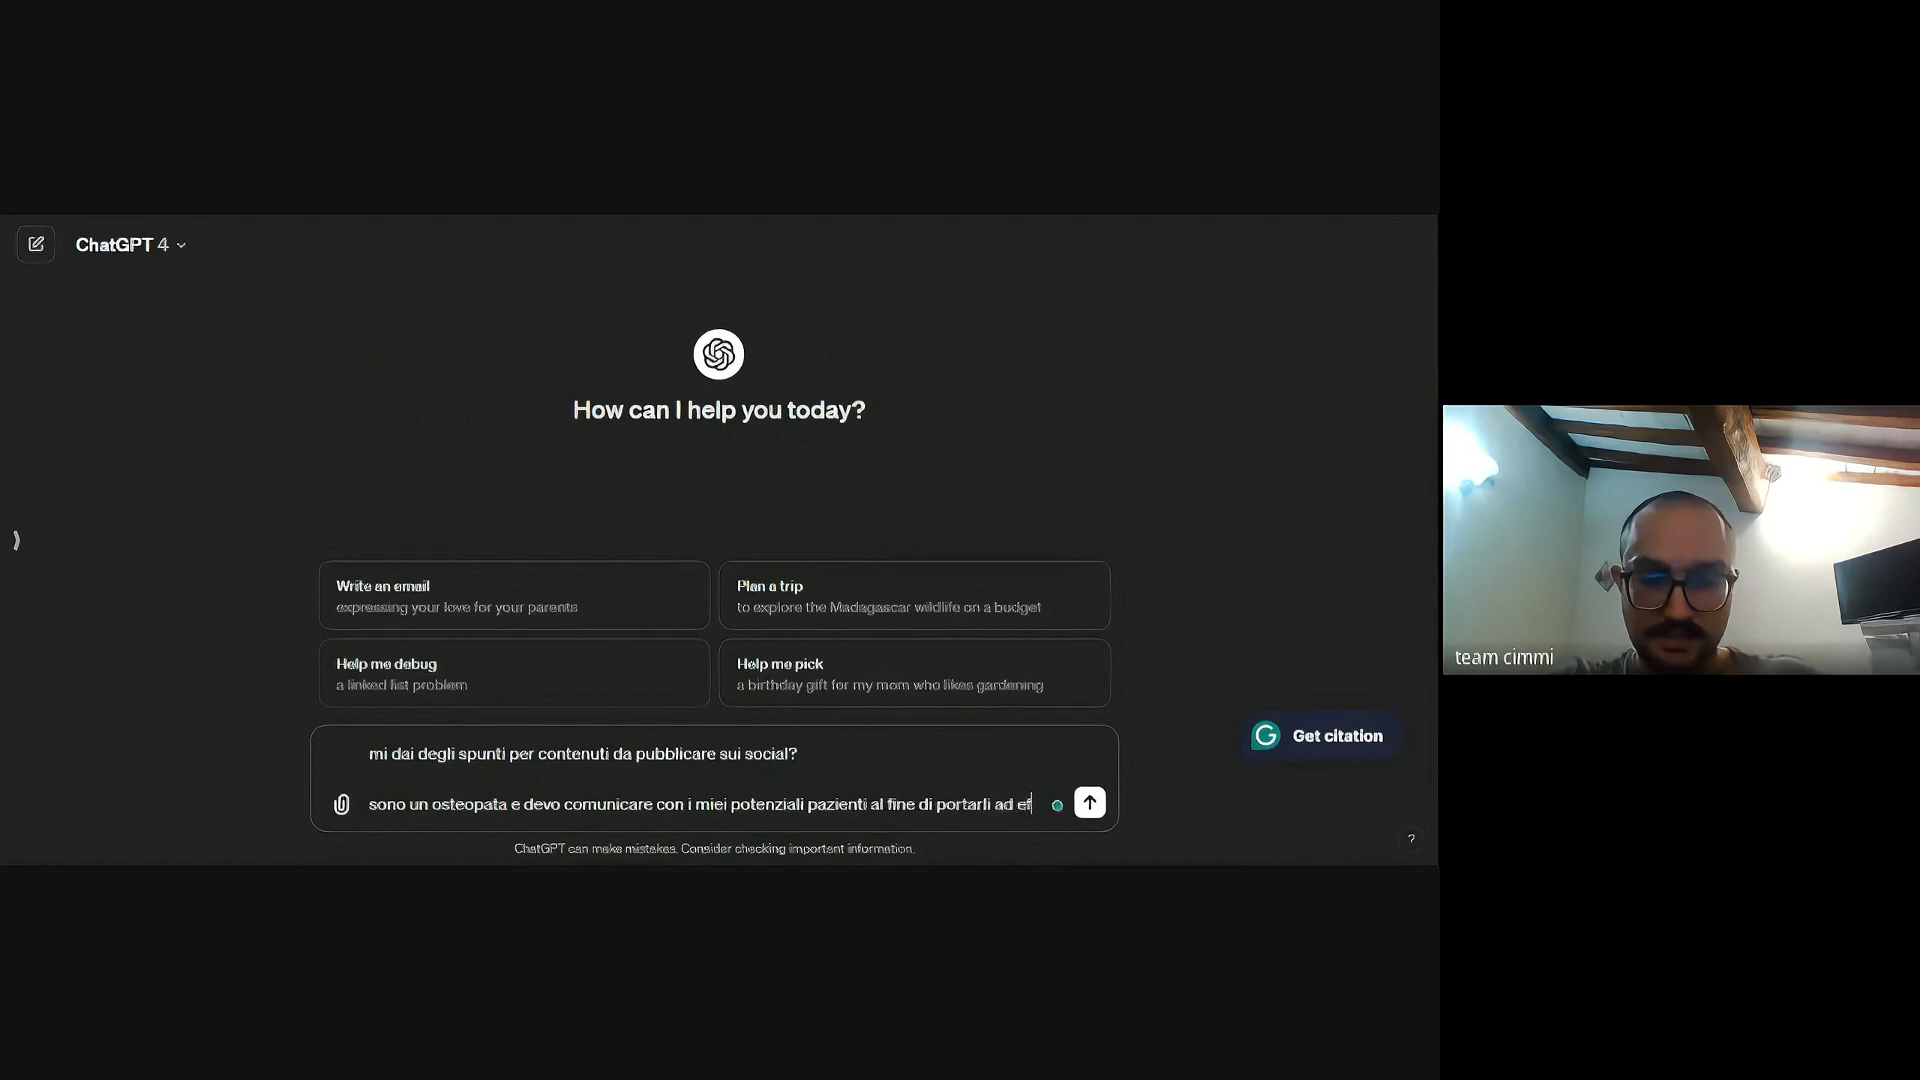 ChatGPT 4
How can I help you today?
Write an email
expressing your love for your parents
Plan a trip
to explore the Madagascar wildlife on a budget
Help me debug
a linked list problem
Help me pick
a birthday gift for my mom who likes gardening
mi dai degli spunti per contenuti da pubblicare sui social?
sono un osteopata e devo comunicare con i miei potenziali pazienti al fine di portarli ad ef
ChatGPT can make mistakes. Consider checking important information.
G Get citation
?
team cimmi